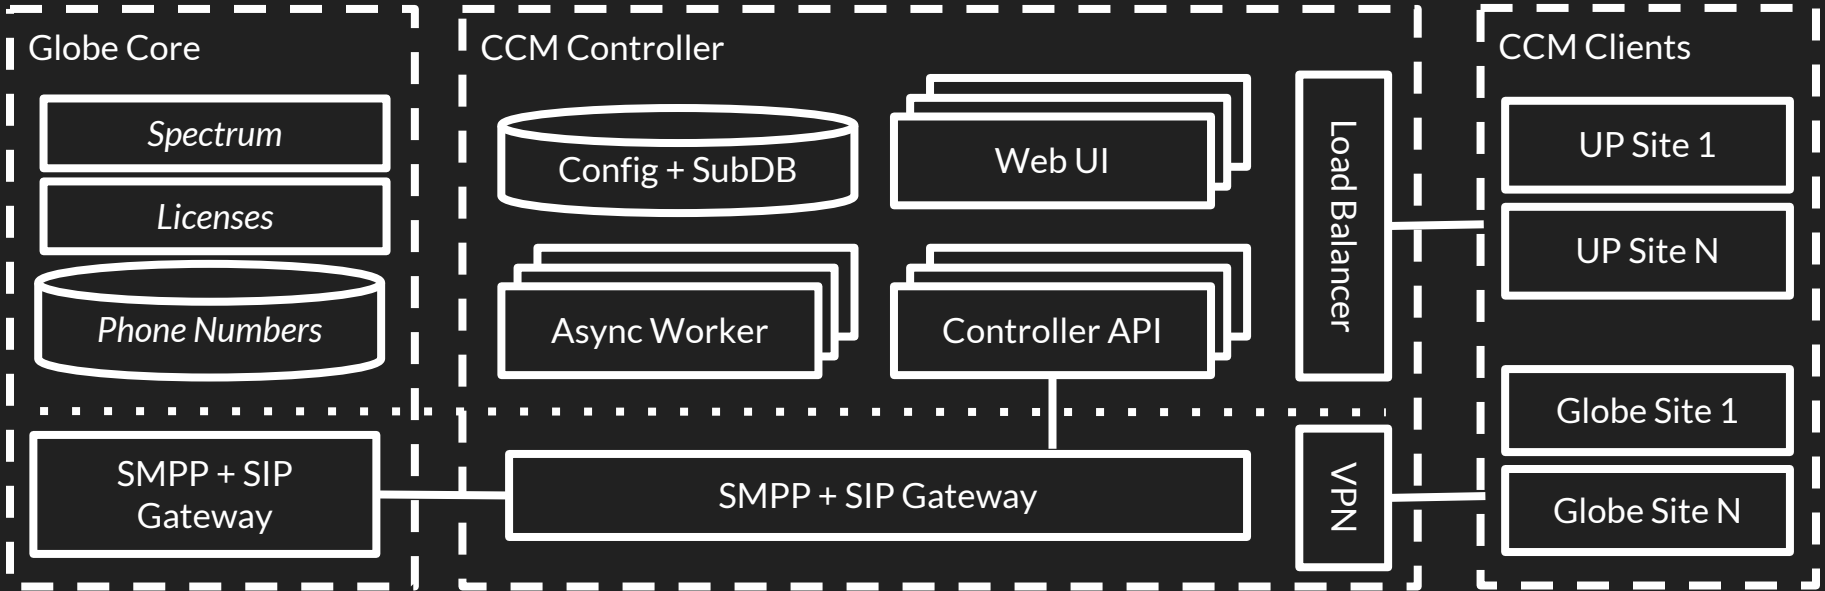 Globe Core
Spectrum
Licenses
Phone Numbers
SMPP + SIP
Gateway
CCM Controller
Config + SubDB
Web UI
Async Worker
Controller API
SMPP + SIP Gateway
Load Balancer
VPN
CCM Clients
UP Site 1
UP Site N
Globe Site 1
Globe Site N